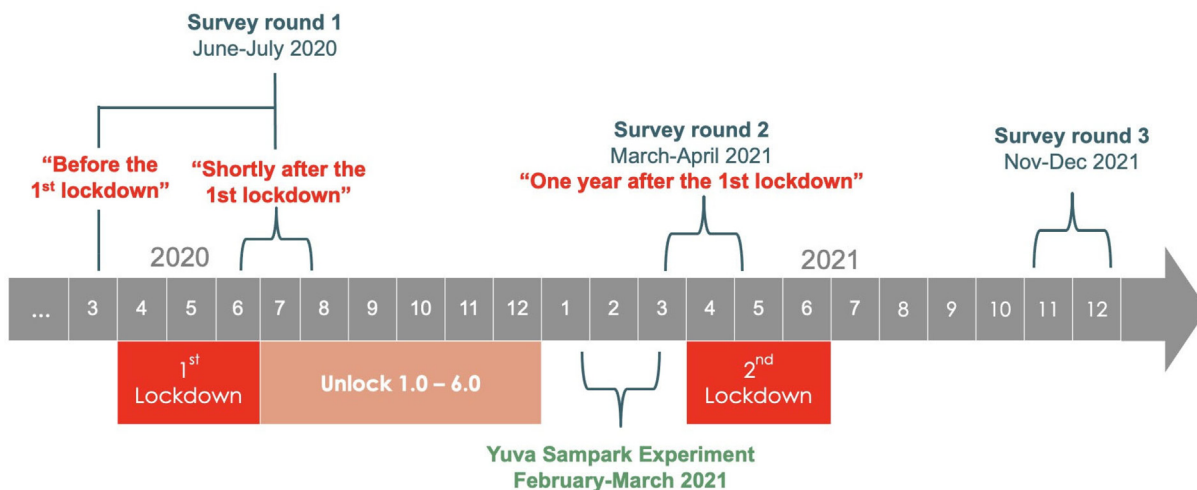 Survey round 1
June-July 2020
Survey round 2
March-April 2021
"One year after the 1st lockdown"
Survey round 3
Nov-Dec 2021
“Before the
1st lockdown”
“Shortly after the
1st lockdown”
2020
2021
... 3 4 5 6 7 8 9 10 11 12 1 2 3 4 5 6 7 8 9 10 11 12
1st
Lockdown
Unlock 1.0 – 6.0
2nd
Lockdown
Yuva Sampark Experiment
February-March 2021